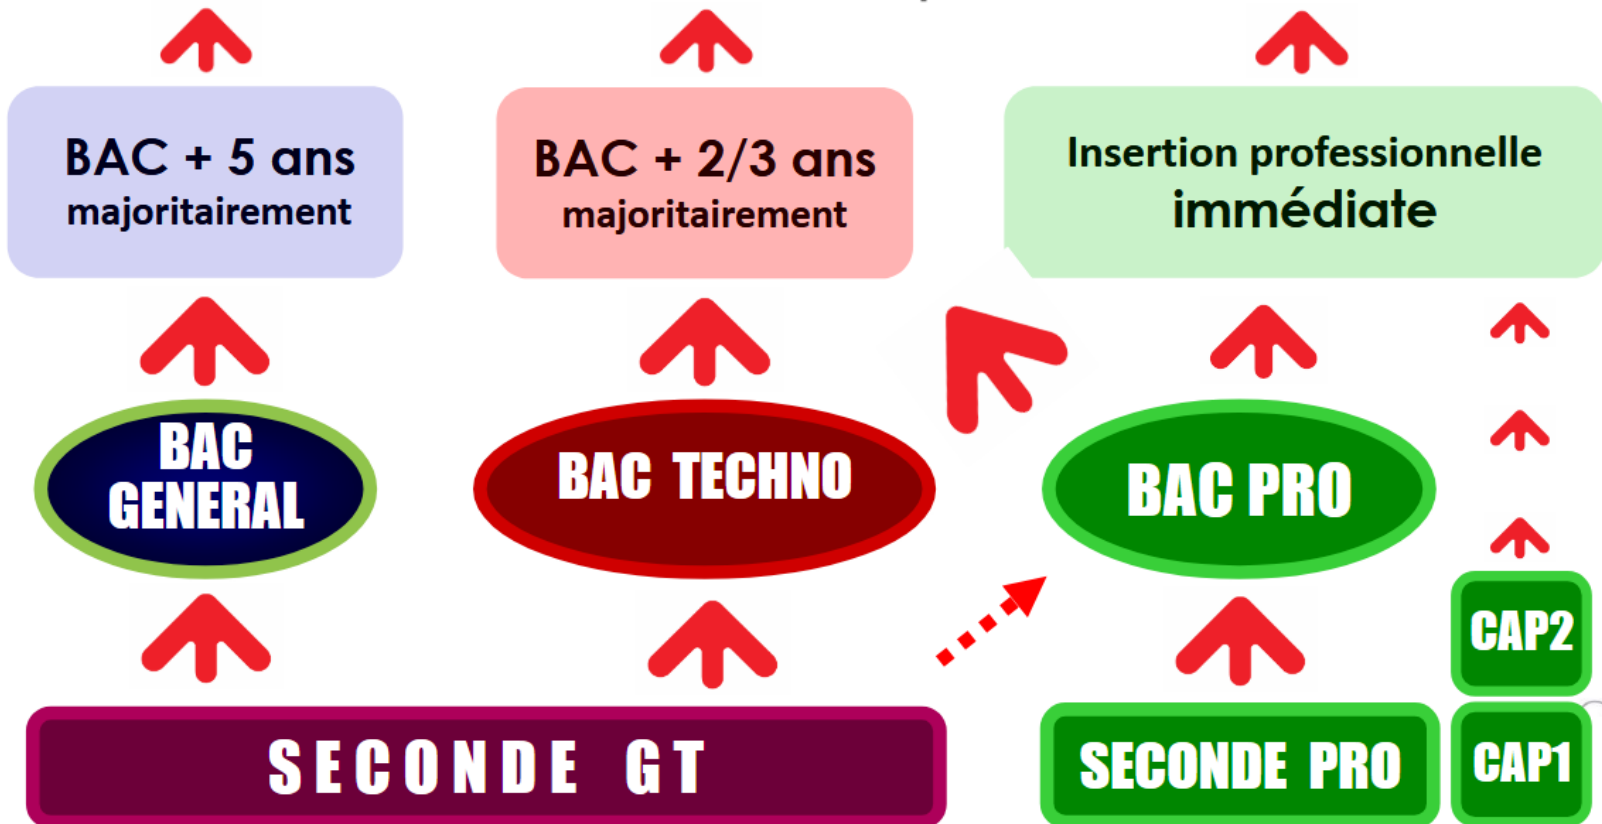 BAC + 5 ans
majoritairement
BAC + 2/3 ans
majoritairement
Insertion professionnelle
immédiate
BAC
GENERAL
BAC TECHNO
BAC PRO
CAP2
SECONDE GT
SECONDE PRO
CAP1